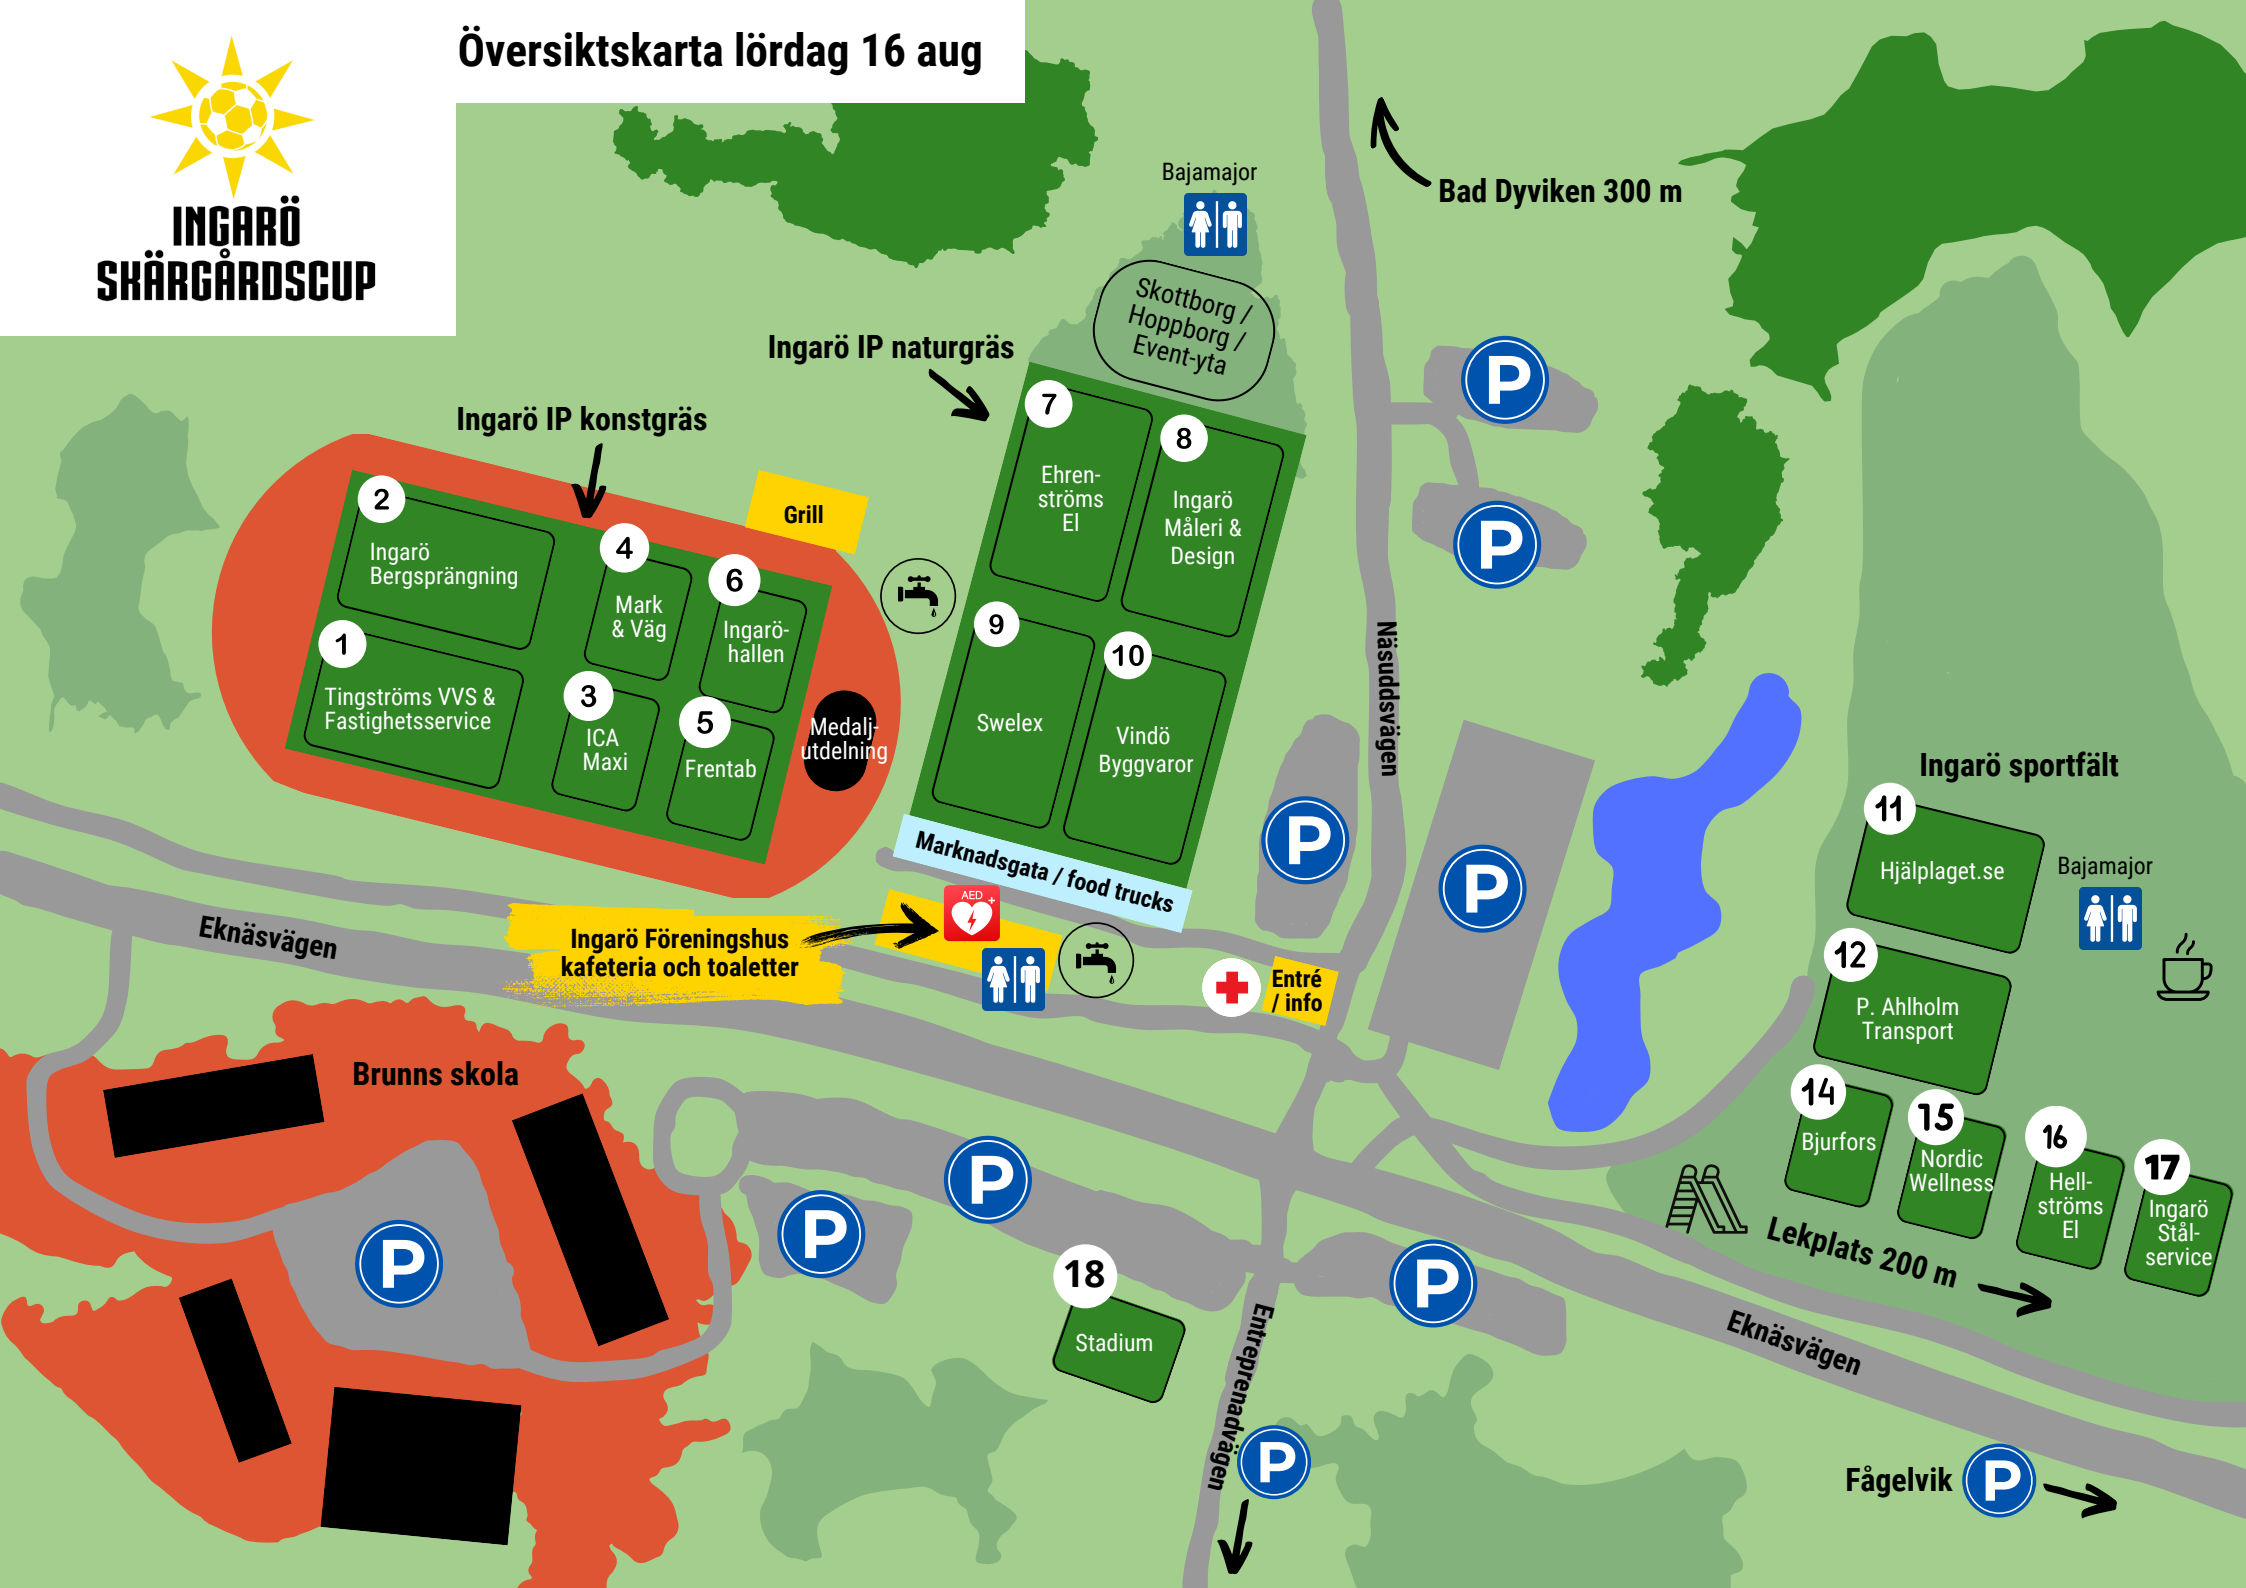 Översiktskarta lördag 16 aug
INGARÖ
SKÄRGÅRDSCUP
Bajamajor
Bad Dyviken 300 m
Skottborg /
Hoppborg /
Event-yta
Ingarö IP naturgräs
P
Ingarö IP konstgräs
7
Ehren-
ströms
El
8
Ingarö
Måleri &
Design
Grill
2
Ingarö
Bergsprängning
4
Mark
& Väg
6
Ingarö-
hallen
P
1
Tingströms VVS &
Fastighetsservice
3
ICA
Maxi
5
Frentab
Medalj-
utdelning
9
Swelex
10
Vindö
Byggvaror
Näsuddsvägen
P
P
Marknadsgata / food trucks
Ingarö sportfält
11
Hjälplaget.se
Bajamajor
12
P. Ahlholm
Transport
AED
Eknäsvägen
Ingarö Föreningshus
kafeteria och toaletter
Entré
/ info
Brunns skola
14
Bjurfors
15
Nordic
Wellness
16
Hell-
ströms
El
17
Ingarö
Stål-
service
Lekplats 200 m
P
P
P
P
18
Stadium
Entreprenadvägen
Eknäsvägen
P
Fågelvik
P